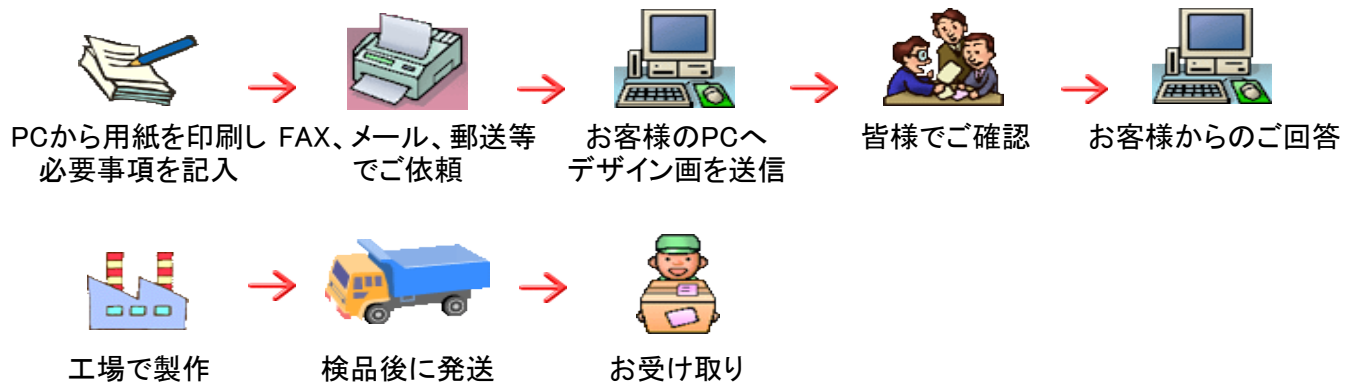 PCから用紙を印刷し
必要事項を記入
FAX、メール、郵送等
でご依頼
お客様のPCへ
デザイン画を送信
皆様でご確認
お客様からのご回答
工場で製作
検品後に発送
お受け取り